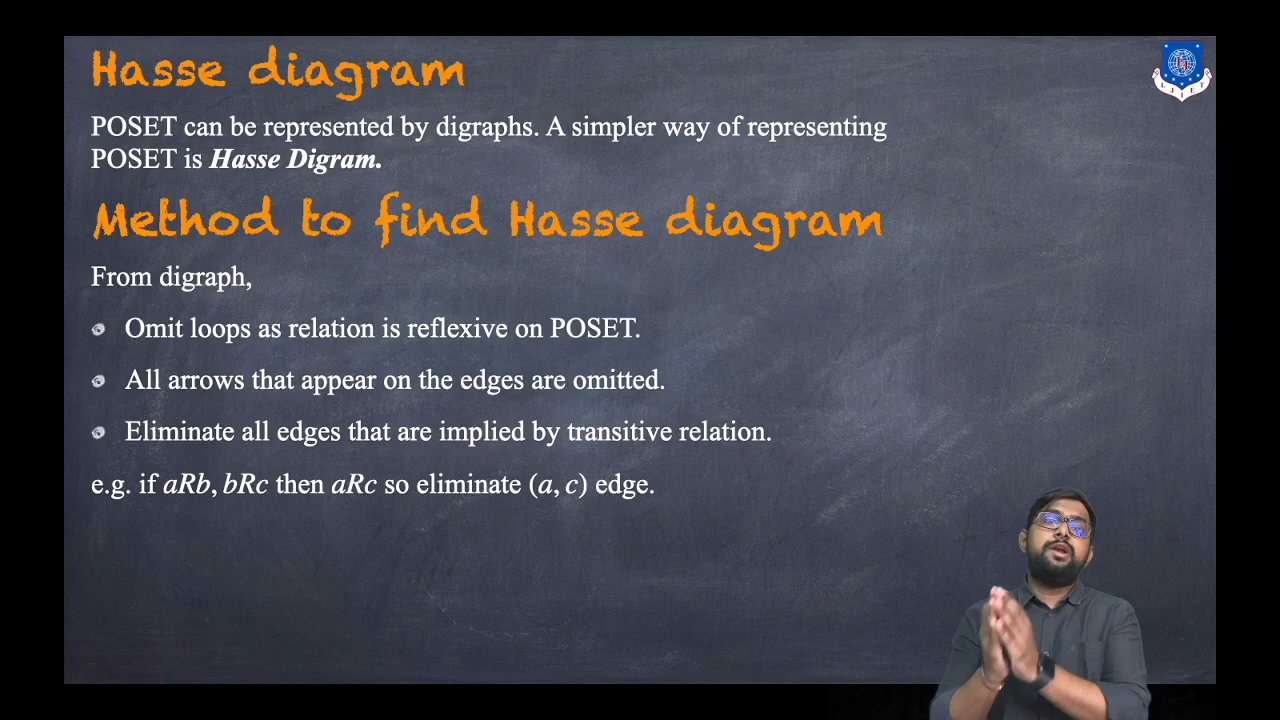 Hasse diagram
POSET can be represented by digraphs. A simpler way of representing
POSET is Hasse Digram.
Method to find Hasse diagram
From digraph,
Omit loops as relation is reflexive on POSET.
All arrows that appear on the edges are omitted.
Eliminate all edges that are implied by transitive relation.
e.g. if aRb, bRc then aRc so eliminate (a, c) edge.